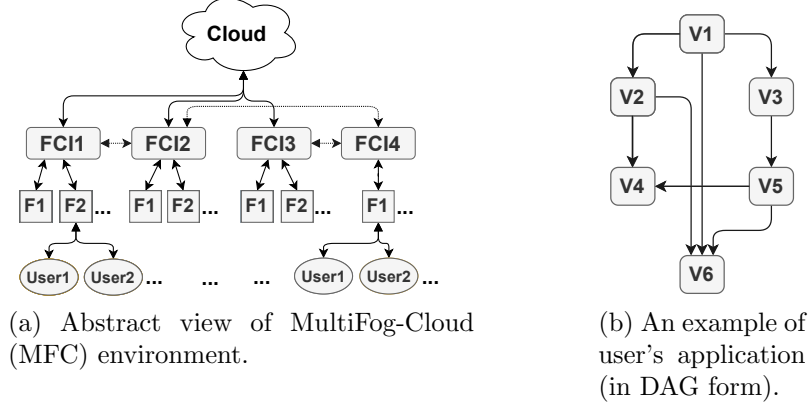 Cloud
FCI1 FCI2 FCI3 FCI4
F1 F2 ... F1 F2 ... F1 F2 ... F1 ...
User1 User2 ... ... ... ... User1 User2 ...
(a) Abstract view of MultiFog-Cloud
(MFC) environment.
V1
V2 V3
V4 V5
V6
(b) An example of
user's application
(in DAG form).